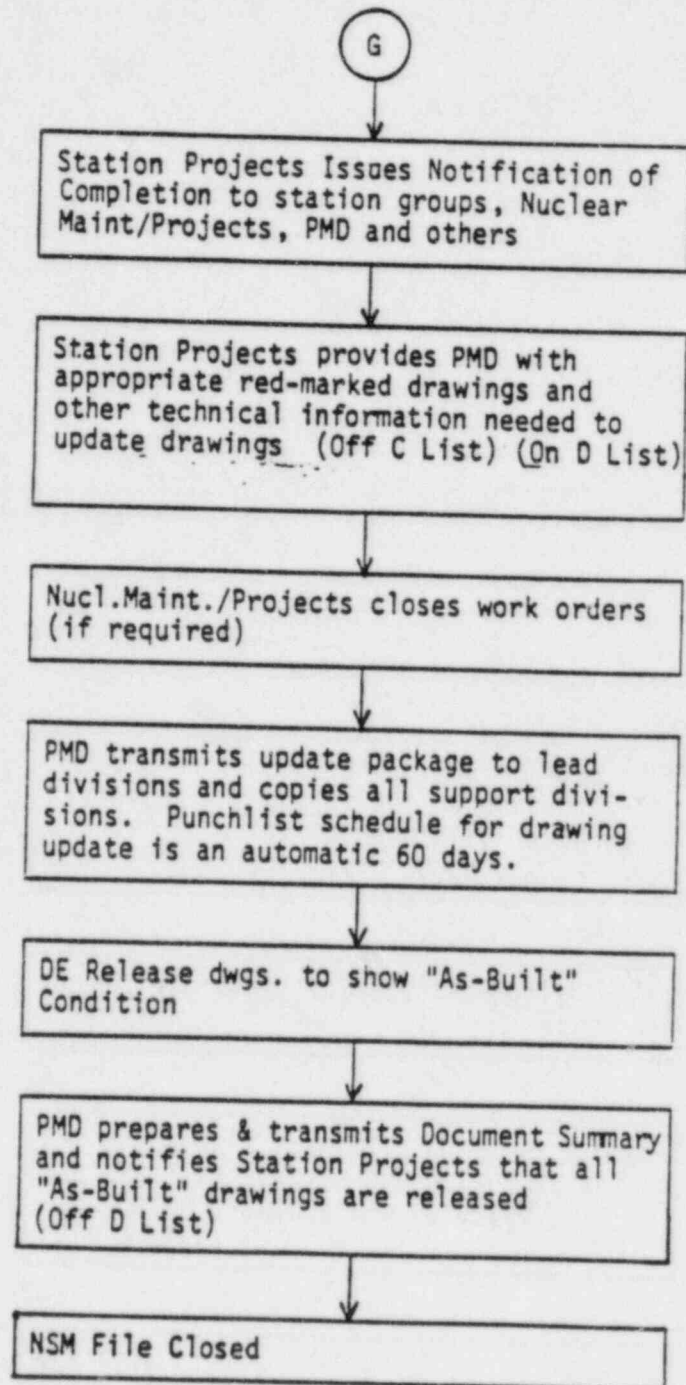 G
Station Projects Issues Notification of
Completion to station groups, Nuclear
Maint/Projects, PMD and others
Station Projects provides PMD with
appropriate red-marked drawings and
other technical information needed to
update drawings (Off C List) (On D List)
Nucl.Maint./Projects closes work orders
(if required)
PMD transmits update package to lead
divisions and copies all support divi-
sions. Punchlist schedule for drawing
update is an automatic 60 days.
DE Release dwgs. to show "As-Built"
Condition
PMD prepares & transmits Document Summary
and notifies Station Projects that all
"As-Built" drawings are released
(Off D List)
NSM File Closed